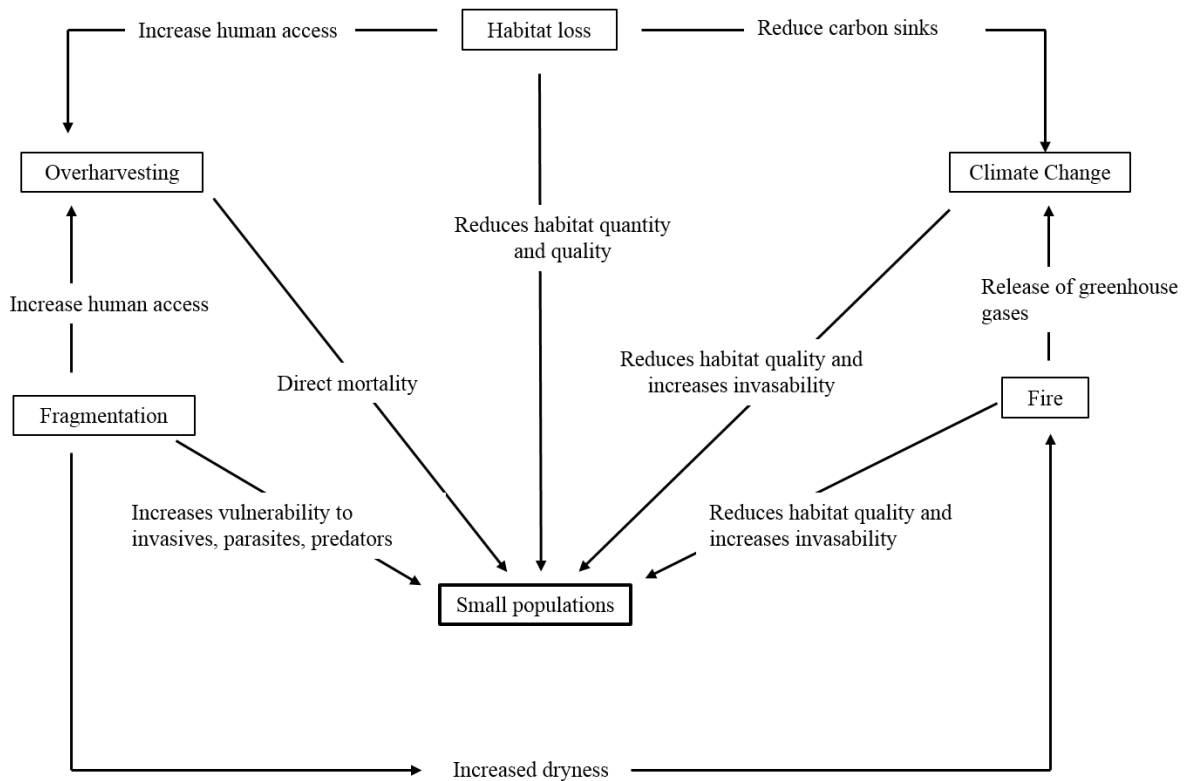 Increase human access
Habitat loss
Reduce carbon sinks
Overharvesting
Climate Change
Reduces habitat quantity
and quality
Increase human access
Release of greenhouse
gases
Direct mortality
Reduces habitat quality and
increases invasability
Fragmentation
Fire
Increases vulnerability to
invasives, parasites, predators
Reduces habitat quality and
increases invasability
Small populations
Increased dryness